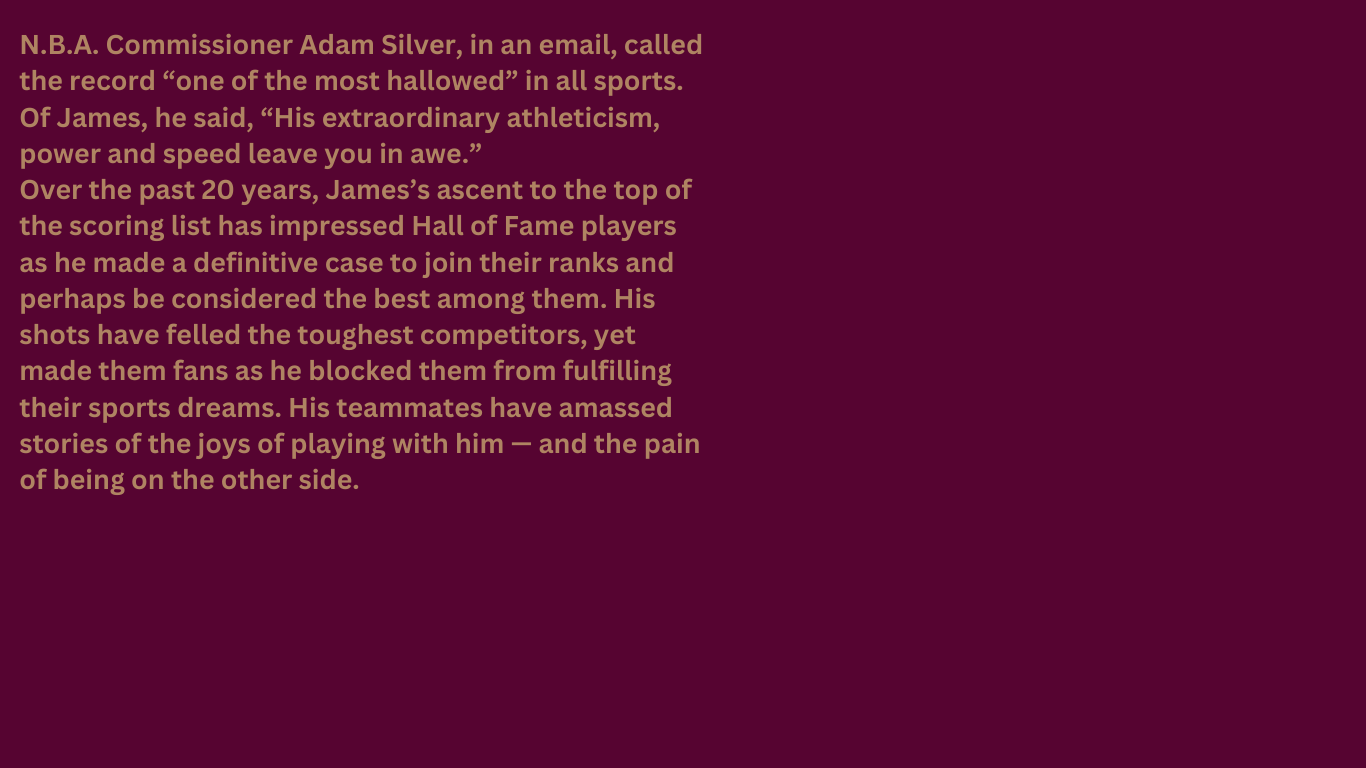 N.B.A. Commissioner Adam Silver, in an email, called
the record “one of the most hallowed” in all sports.
Of James, he said, “His extraordinary athleticism,
power and speed leave you in awe.”
Over the past 20 years, James’s ascent to the top of
the scoring list has impressed Hall of Fame players
as he made a definitive case to join their ranks and
perhaps be considered the best among them. His
shots have felled the toughest competitors, yet
made them fans as he blocked them from fulfilling
their sports dreams. His teammates have amassed
stories of the joys of playing with him — and the pain
of being on the other side.